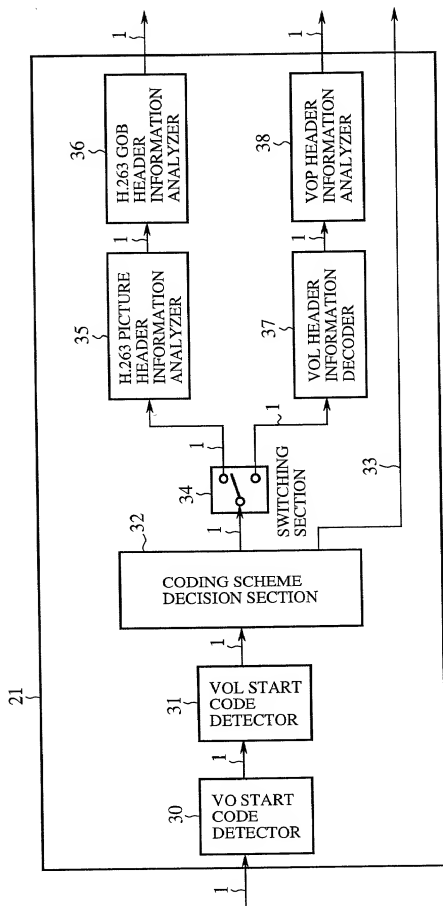 21
1
30
VO START
CODE
DETECTOR
1
31
VOL START
CODE
DETECTOR
1
32
CODING SCHEME
DECISION SECTION
1
34
SWITCHING
SECTION
1
35
H.263 PICTURE
HEADER
INFORMATION
ANALYZER
1
36
H.263 GOB
HEADER
INFORMATION
ANALYZER
1
1
37
VOL HEADER
INFORMATION
DECODER
1
38
VOP HEADER
INFORMATION
ANALYZER
1
33